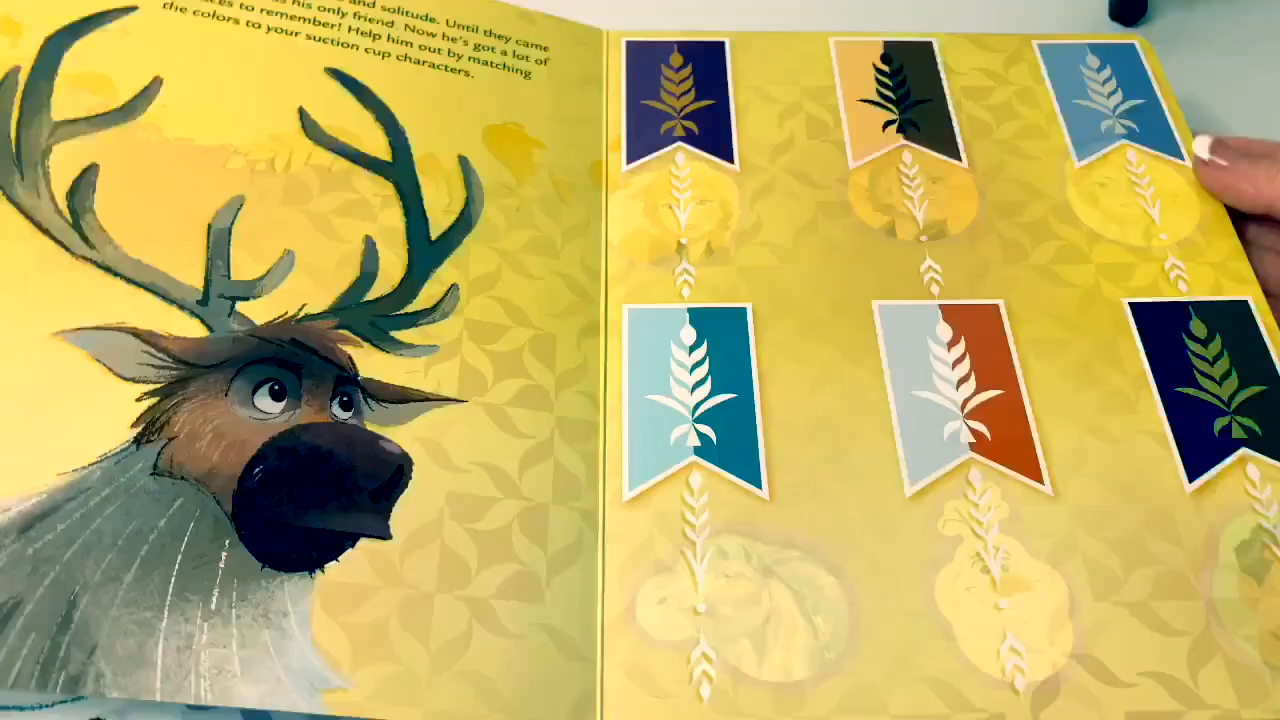 and solitude. Until they came
his only friend. Now he's got a lot of
to remember! Help him out by matching
the colors to your suction cup characters.